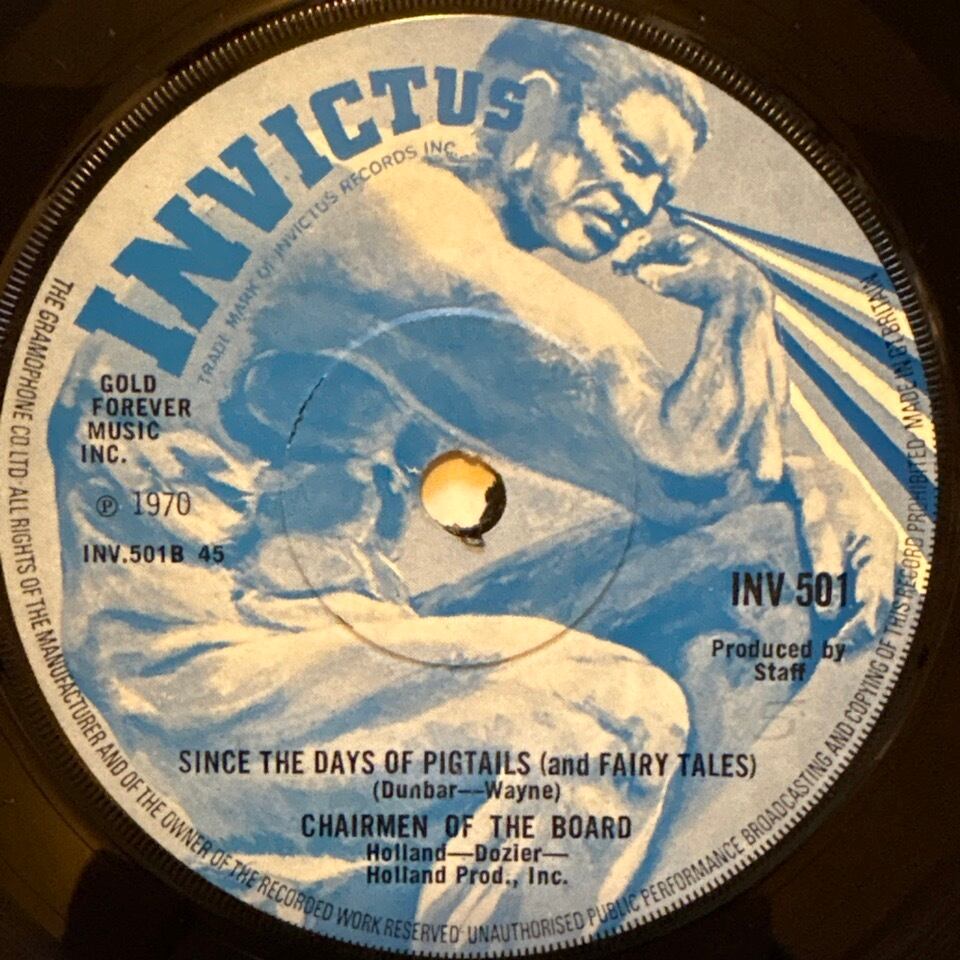 INVICTUS
TRADE MARK OF INVICTUS RECORDS INC.
GOLD
FOREVER
MUSIC
INC.
℗ 1970
INV.501B 45
INV 501
Produced by
Staff
SINCE THE DAYS OF PIGTAILS (and FAIRY TALES)
(Dunbar—Wayne)
CHAIRMEN OF THE BOARD
Holland—Dozier—
Holland Prod., Inc.
THE GRAMOPHONE CO. LTD ALL RIGHTS OF THE MANUFACTURER AND OF THE OWNER OF THE RECORDED WORK RESERVED UNAUTHORISED PUBLIC PERFORMANCE BROADCASTING AND COPYING OF THIS RECORD PROHIBITED MADE IN GT BRITAIN